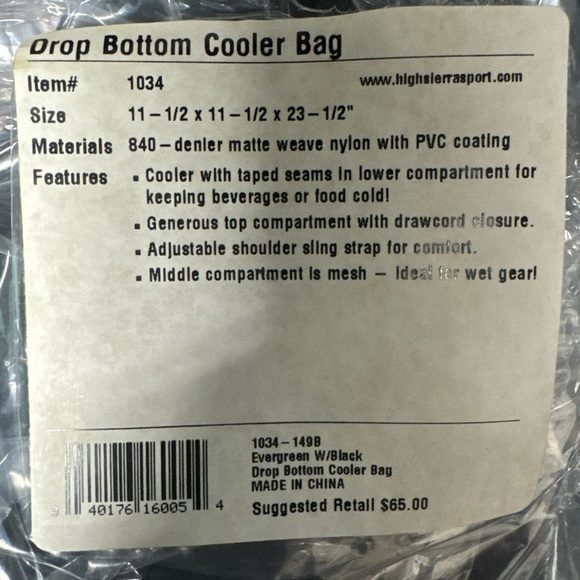 Drop Bottom Cooler Bag
Item# 1034 www.highsierrasport.com
Size 11-1/2 x 11-1/2 x 23-1/2"
Materials 840-denier matte weave nylon with PVC coating
Features ▪ Cooler with taped seams in lower compartment for
keeping beverages or food cold!
▪ Generous top compartment with drawcord closure.
▪ Adjustable shoulder sling strap for comfort.
▪ Middle compartment is mesh – Ideal for wet gear!
1034-149B
Evergreen W/Black
Drop Bottom Cooler Bag
MADE IN CHINA
Suggested Retail $65.00
9 40176 16005 4